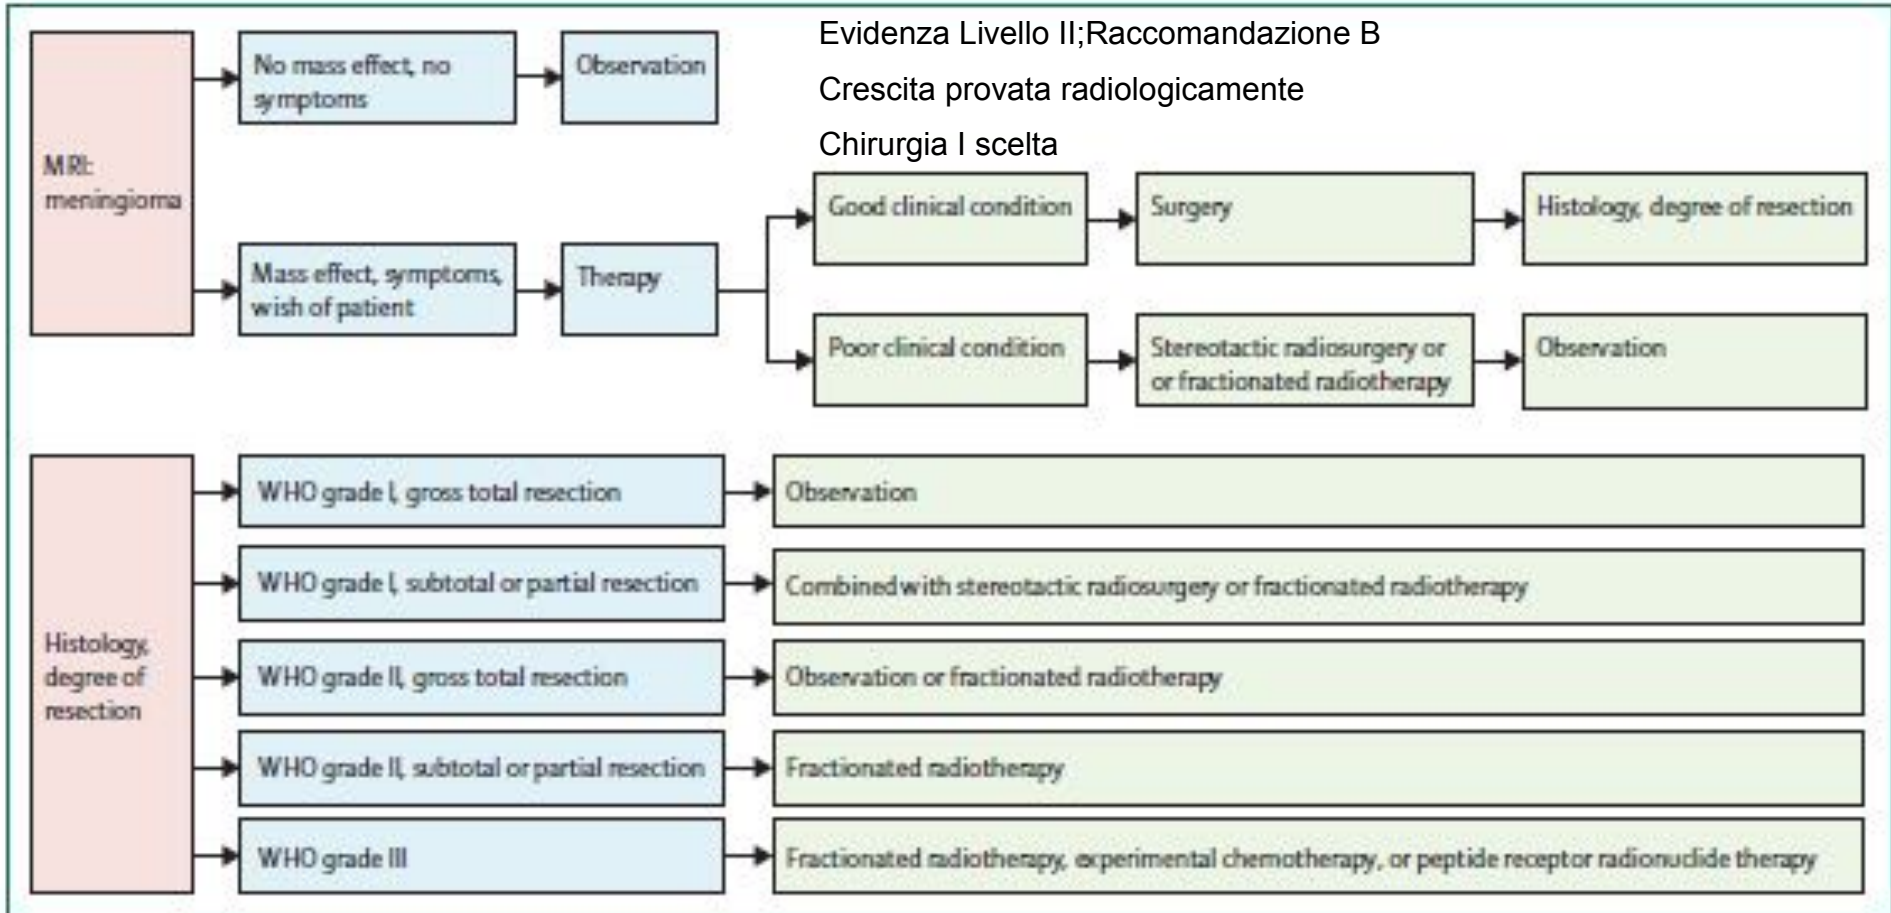 Evidenza Livello II;Raccomandazione B
Crescita provata radiologicamente
Chirurgia I scelta
MRI:
meningioma
No mass effect, no
symptoms
Observation
Mass effect, symptoms,
wish of patient
Therapy
Good clinical condition
Surgery
Histology, degree of resection
Poor clinical condition
Stereotactic radiosurgery or
or fractionated radiotherapy
Observation
Histology,
degree of
resection
WHO grade I, gross total resection
Observation
WHO grade I, subtotal or partial resection
Combined with stereotactic radiosurgery or fractionated radiotherapy
WHO grade II, gross total resection
Observation or fractionated radiotherapy
WHO grade II, subtotal or partial resection
Fractionated radiotherapy
WHO grade III
Fractionated radiotherapy, experimental chemotherapy, or peptide receptor radionuclide therapy